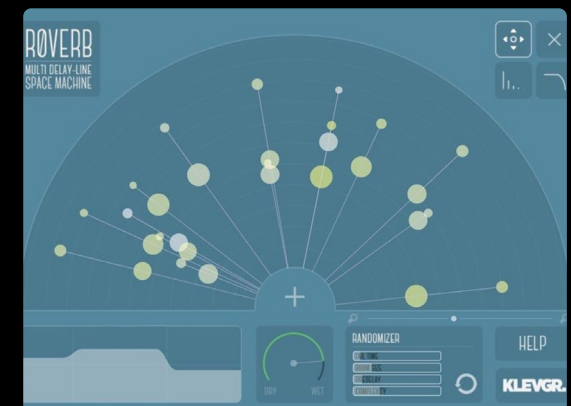 RØVERB
MULTI DELAY-LINE
SPACE MACHINE
DRY
WET
RANDOMIZER
HELP
KLEVGR.